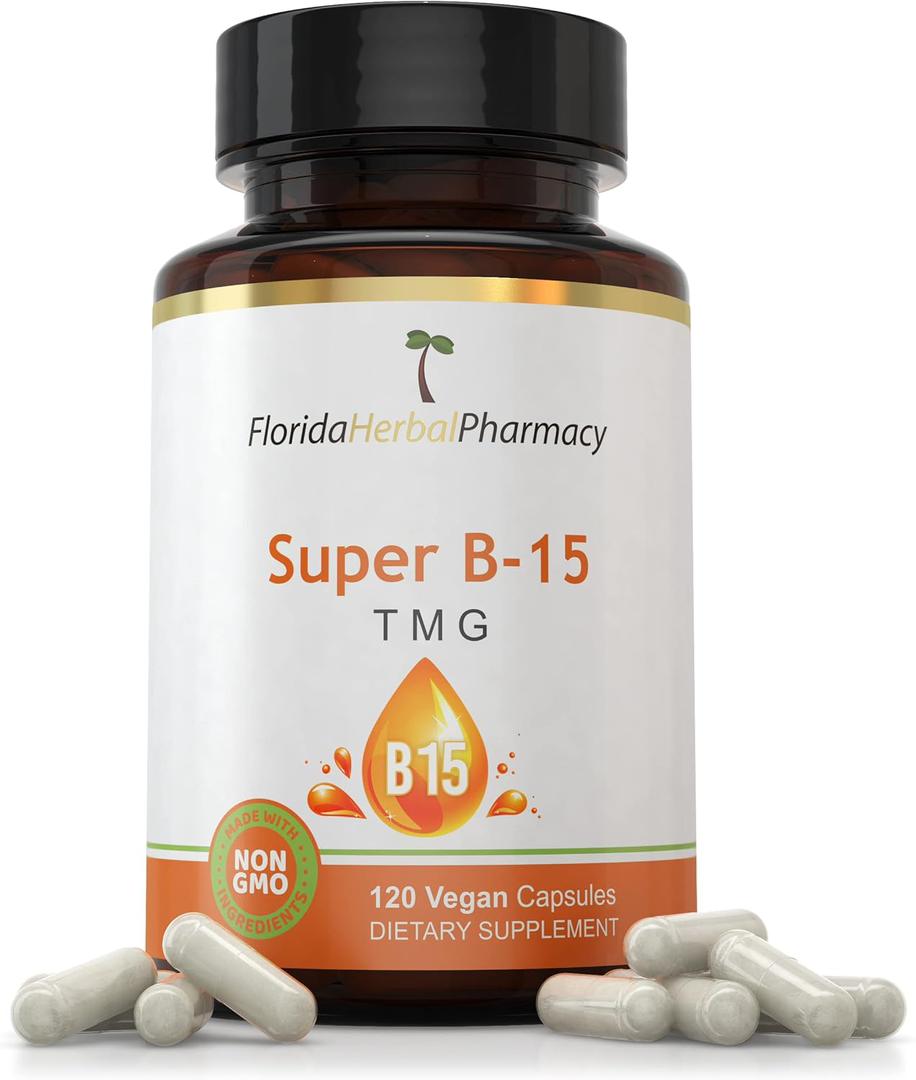 FloridaHerbalPharmacy
Super B-15
TMG
B15
MADE WITH
NON
GMO
INGREDIENTS
120 Vegan Capsules
DIETARY SUPPLEMENT